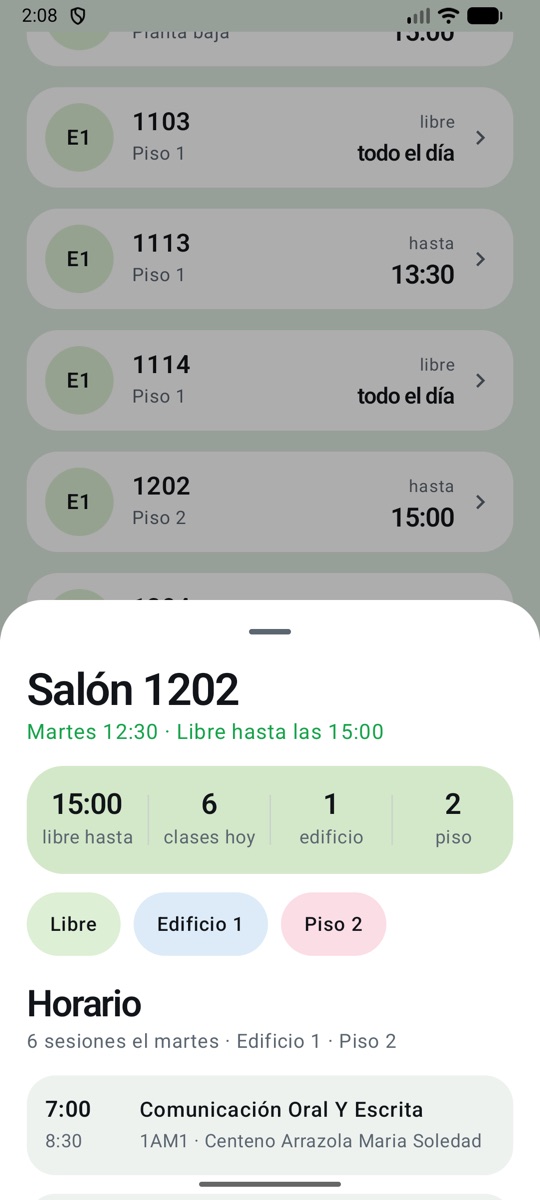 2:08
Planta baja
15:00
E1
1103
Piso 1
libre
todo el día
E1
1113
Piso 1
hasta
13:30
E1
1114
Piso 1
libre
todo el día
E1
1202
Piso 2
hasta
15:00
Salón 1202
Martes 12:30 · Libre hasta las 15:00
15:00
libre hasta
6
clases hoy
1
edificio
2
piso
Libre
Edificio 1
Piso 2
Horario
6 sesiones el martes · Edificio 1 · Piso 2
7:00
Comunicación Oral Y Escrita
8:30
1AM1 · Centeno Arrazola Maria Soledad